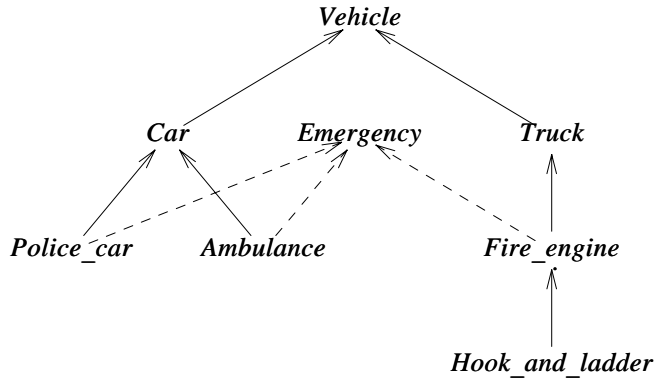 Vehicle
Car Emergency Truck
Police_car Ambulance Fire_engine
Hook_and_ladder